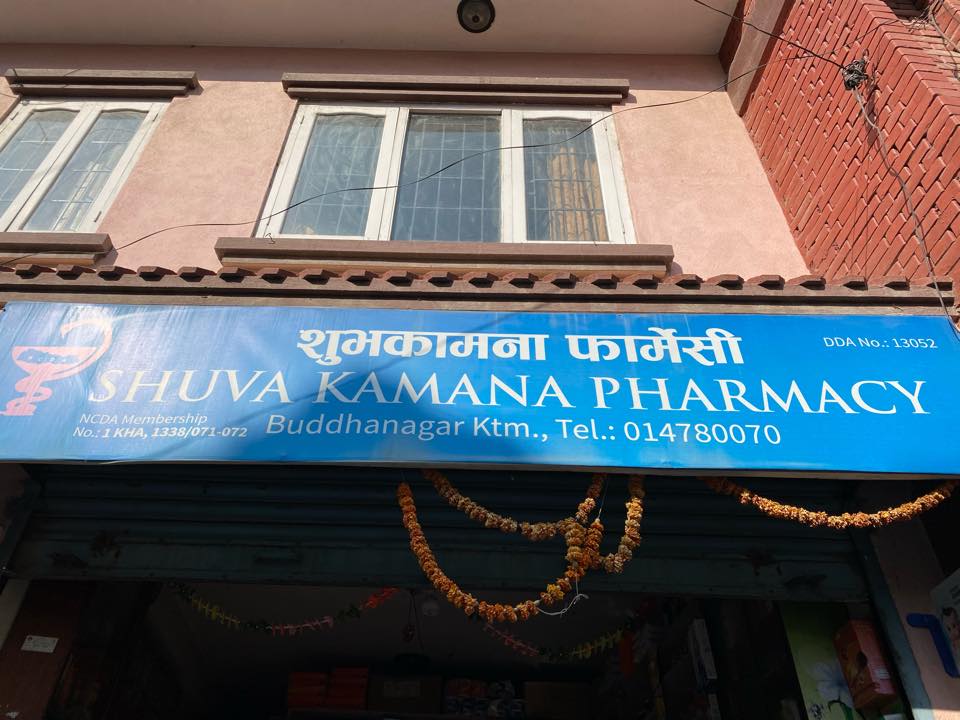 शुभकामना फार्मेसी
DDA No.: 13052
SHUVA KAMANA PHARMACY
NCDA Membership
No.: 1 KHA, 1338/071-072
Buddhanagar Ktm., Tel.: 014780070